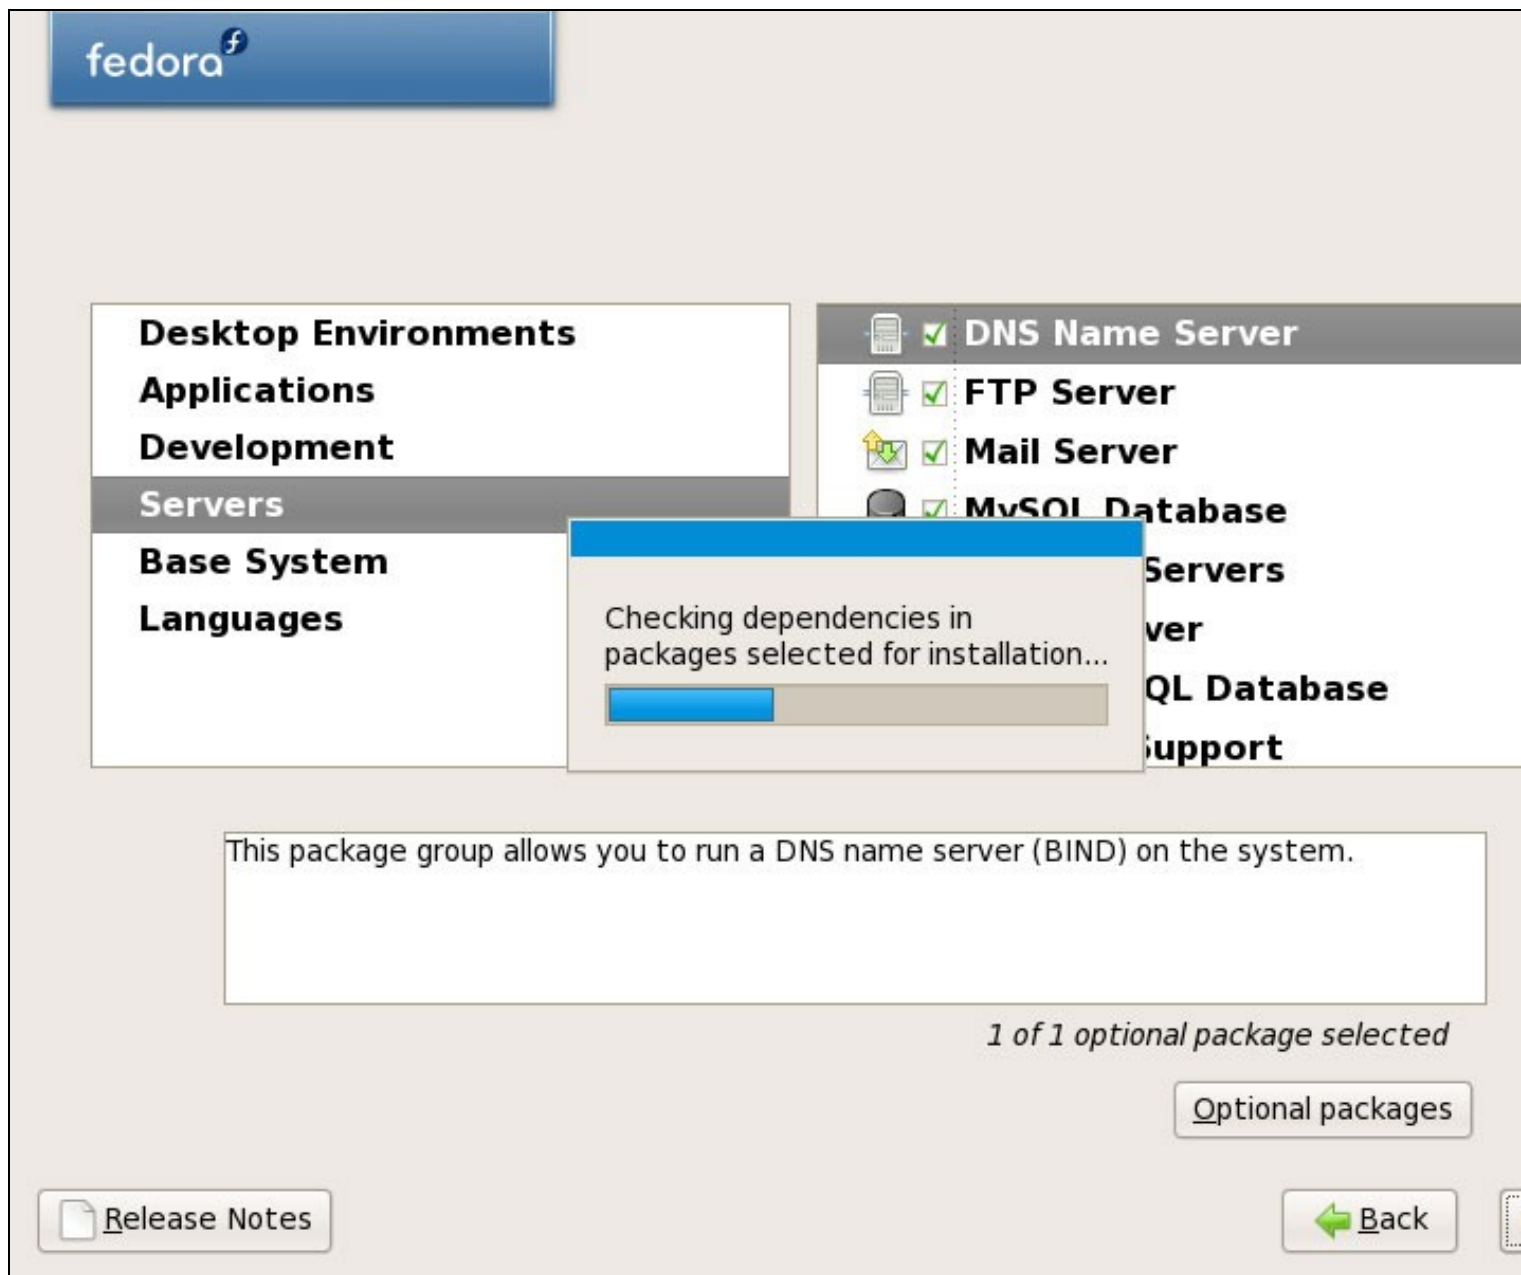 fedora
Desktop Environments
Applications
Development
Servers
Base System
Languages
DNS Name Server
FTP Server
Mail Server
MySQL Database
Servers
QL Database
Support
Checking dependencies in
packages selected for installation...
This package group allows you to run a DNS name server (BIND) on the system.
1 of 1 optional package selected
Optional packages
Release Notes
Back